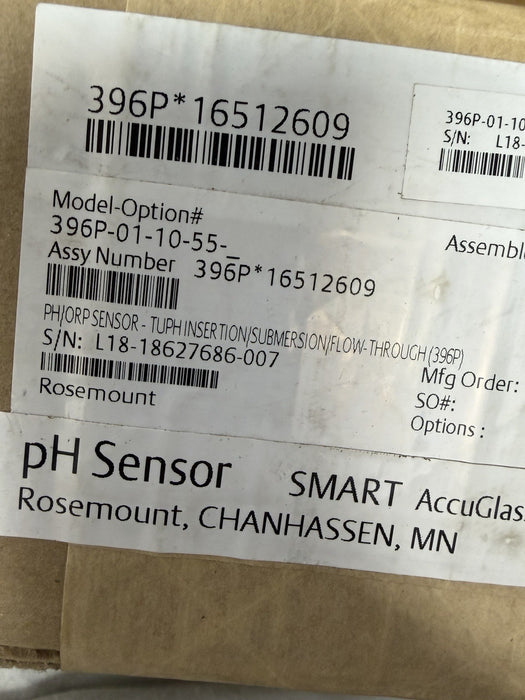 396P*16512609
396P-01-10
S/N: L18-
Model-Option#
396P-01-10-55-_
Assembl
Assy Number 396P*16512609
PH/ORP SENSOR - TUPH INSERTION/SUBMERSION/FLOW-THROUGH (396P)
S/N: L18-18627686-007
Mfg Order:
SO#:
Rosemount
Options :
pH Sensor SMART AccuGlas
Rosemount, CHANHASSEN, MN